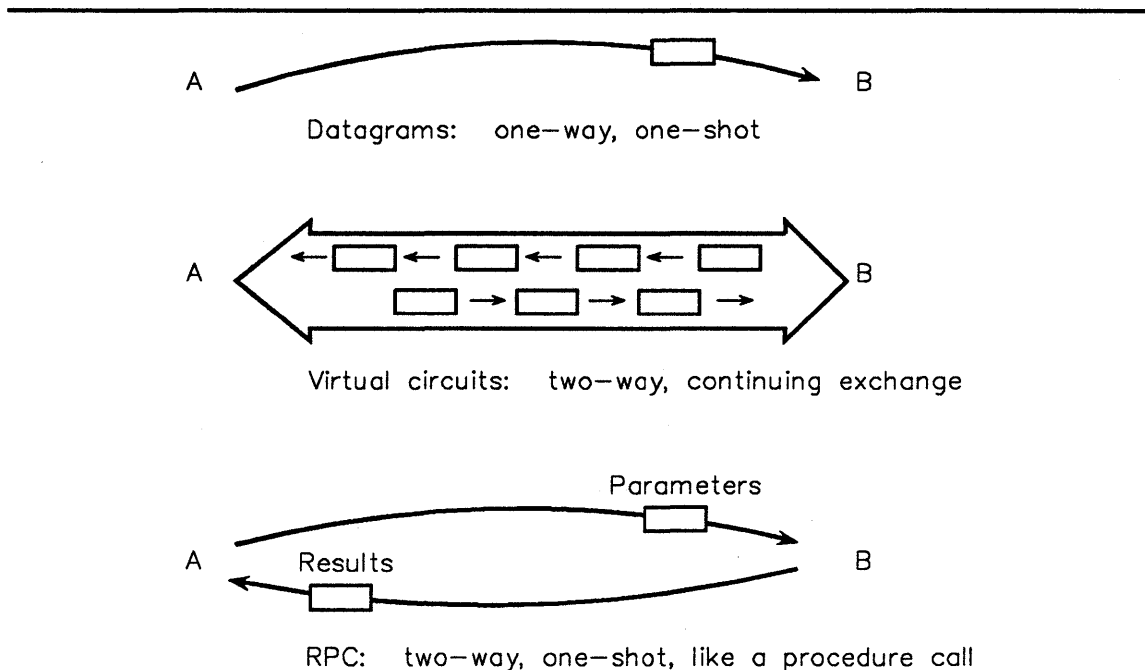 A
B
Datagrams: one-way, one-shot
A
B
Virtual circuits: two-way, continuing exchange
Parameters
A
Results
B
RPC: two-way, one-shot, like a procedure call